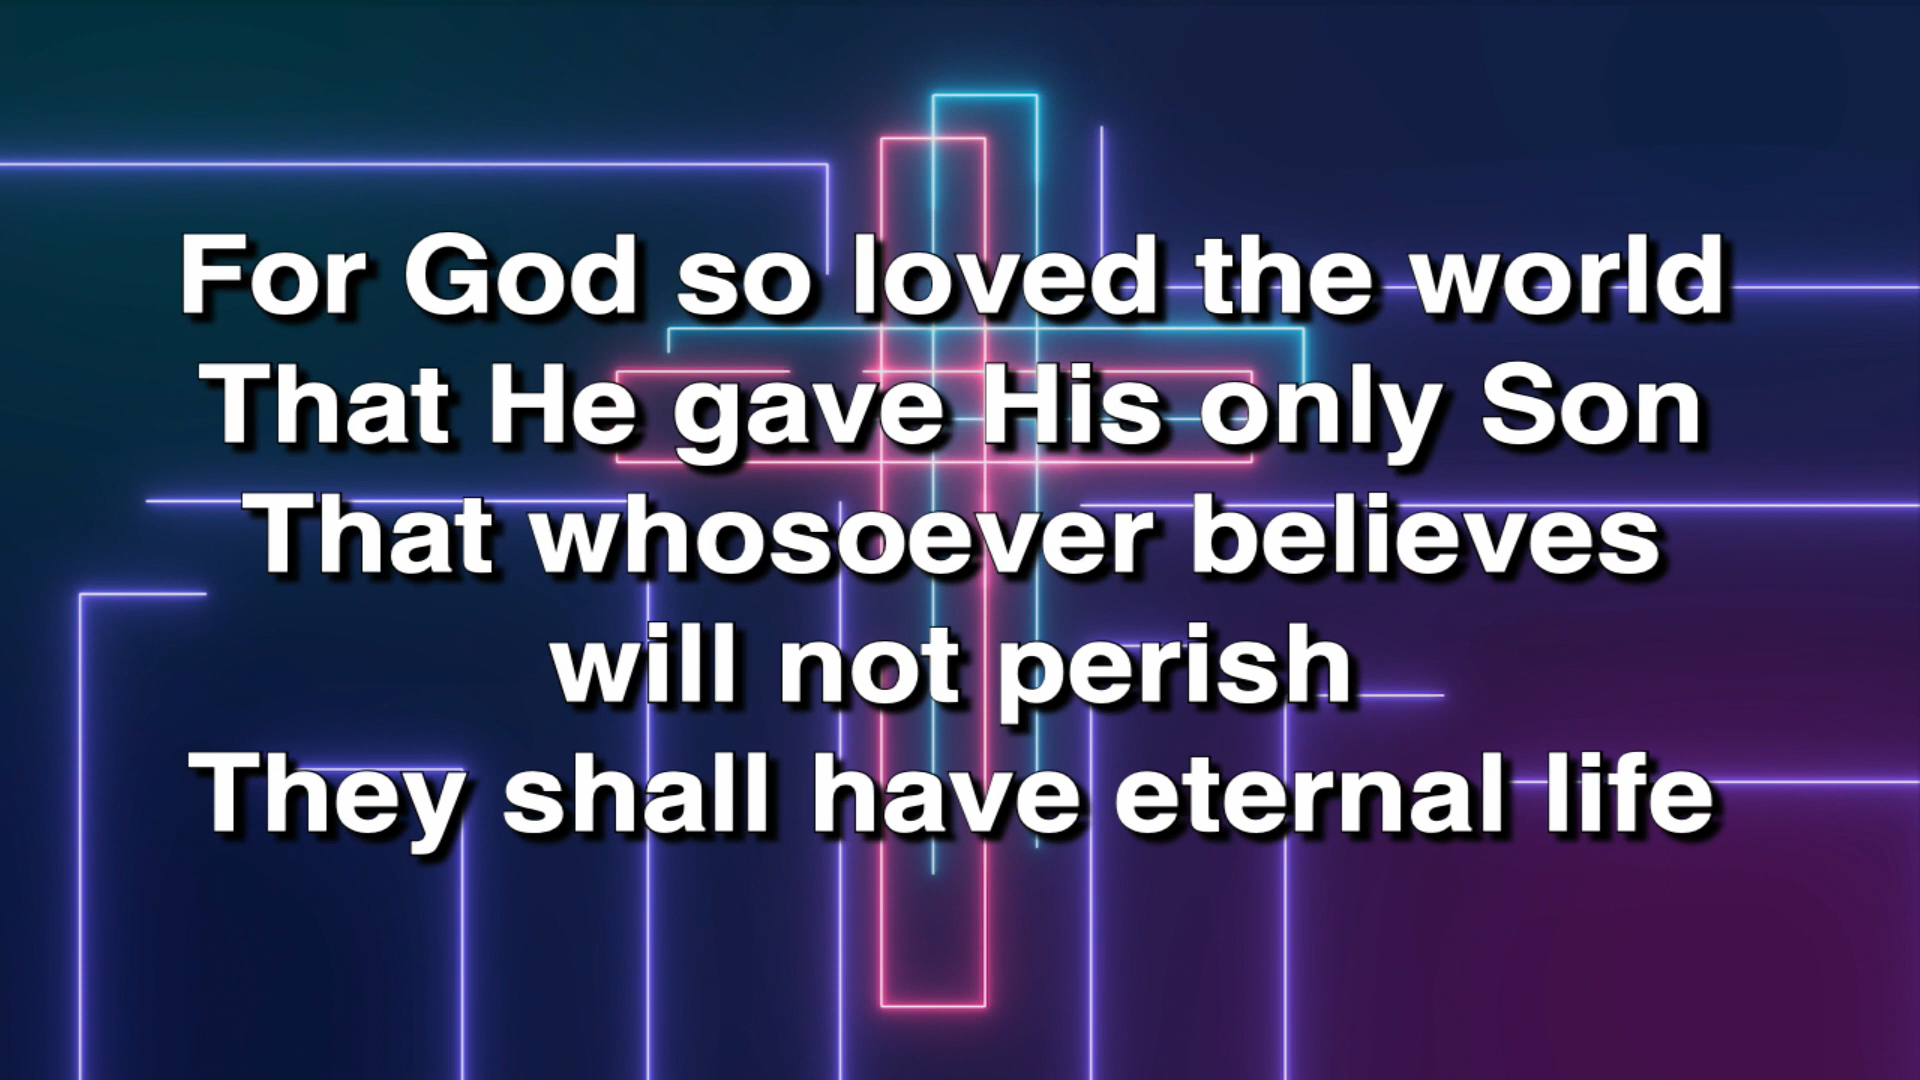 For God so loved the world
That He gave His only Son
That whosoever believes
will not perish
They shall have eternal life